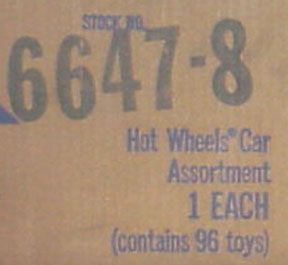 STOCK NO.
6647-8
Hot Wheels® Car
Assortment
1 EACH
(contains 96 toys)